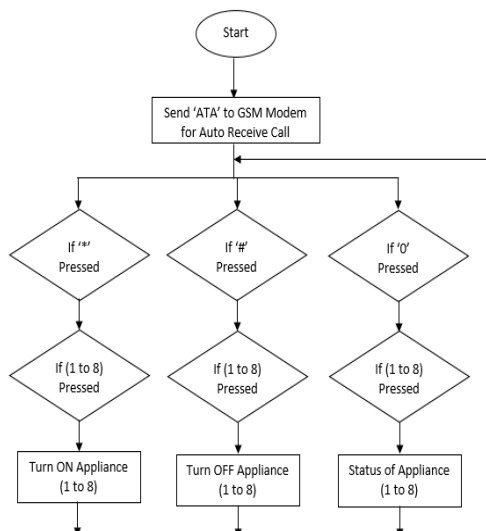 Start
Send ‘ATA’ to GSM Modem
for Auto Receive Call
If ‘*’
Pressed
If ‘#’
Pressed
If ‘0’
Pressed
If (1 to 8)
Pressed
If (1 to 8)
Pressed
If (1 to 8)
Pressed
Turn ON Appliance
(1 to 8)
Turn OFF Appliance
(1 to 8)
Status of Appliance
(1 to 8)